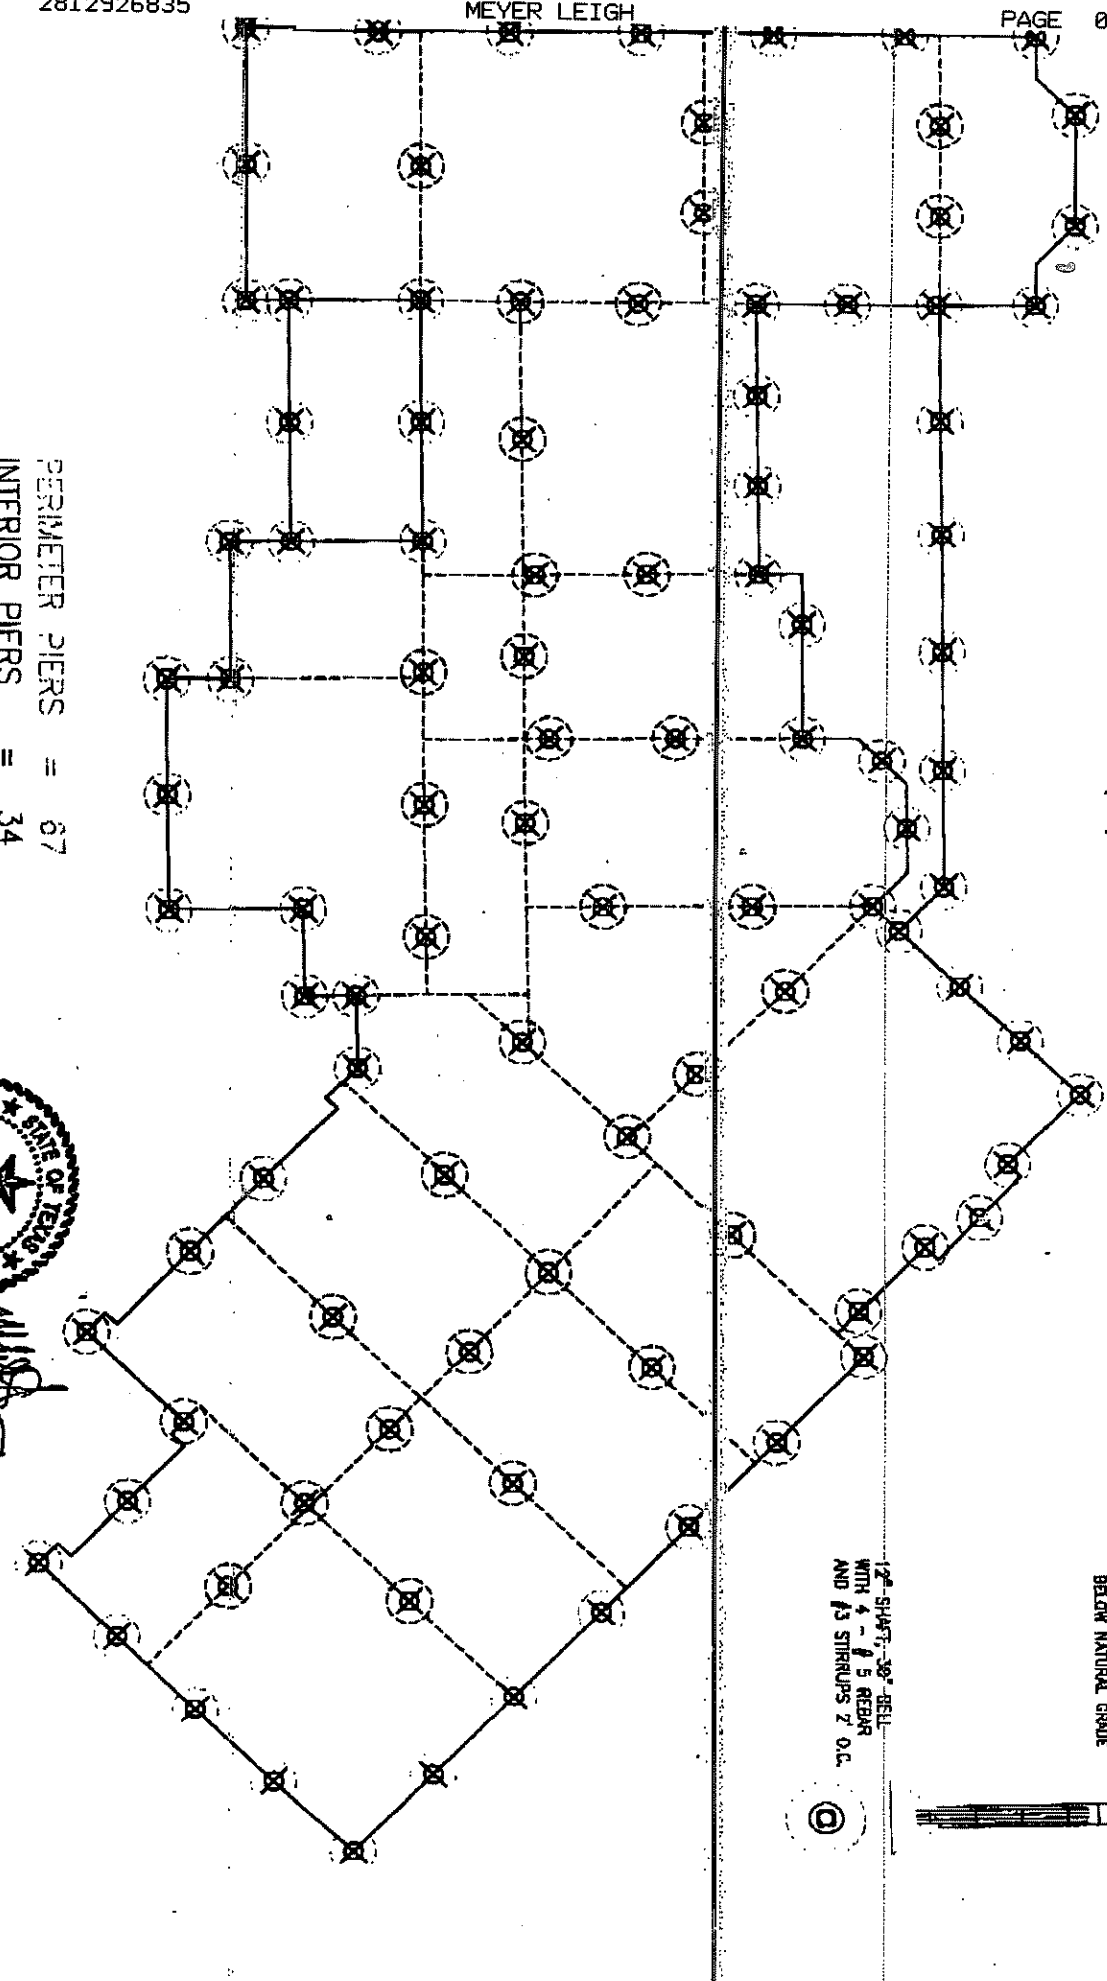 2812926835
MEYER LEIGH
PAGE 0
PERIMETER PIERS = 67
INTERIOR PIERS = 34
STATE OF TEXAS
12" SHAFT, 30" BELL
WITH 4 - # 5 REBAR
AND #3 STIRRUPS 2' O.C.
BELOW NATURAL GRADE